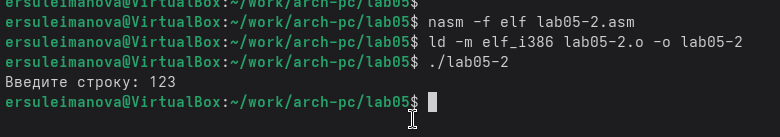 ersuleimanova@VirtualBox:~/work/arch-pc/lab05$
ersuleimanova@VirtualBox:~/work/arch-pc/lab05$ nasm -f elf lab05-2.asm
ersuleimanova@VirtualBox:~/work/arch-pc/lab05$ ld -m elf_i386 lab05-2.o -o lab05-2
ersuleimanova@VirtualBox:~/work/arch-pc/lab05$ ./lab05-2
Введите строку: 123
ersuleimanova@VirtualBox:~/work/arch-pc/lab05$